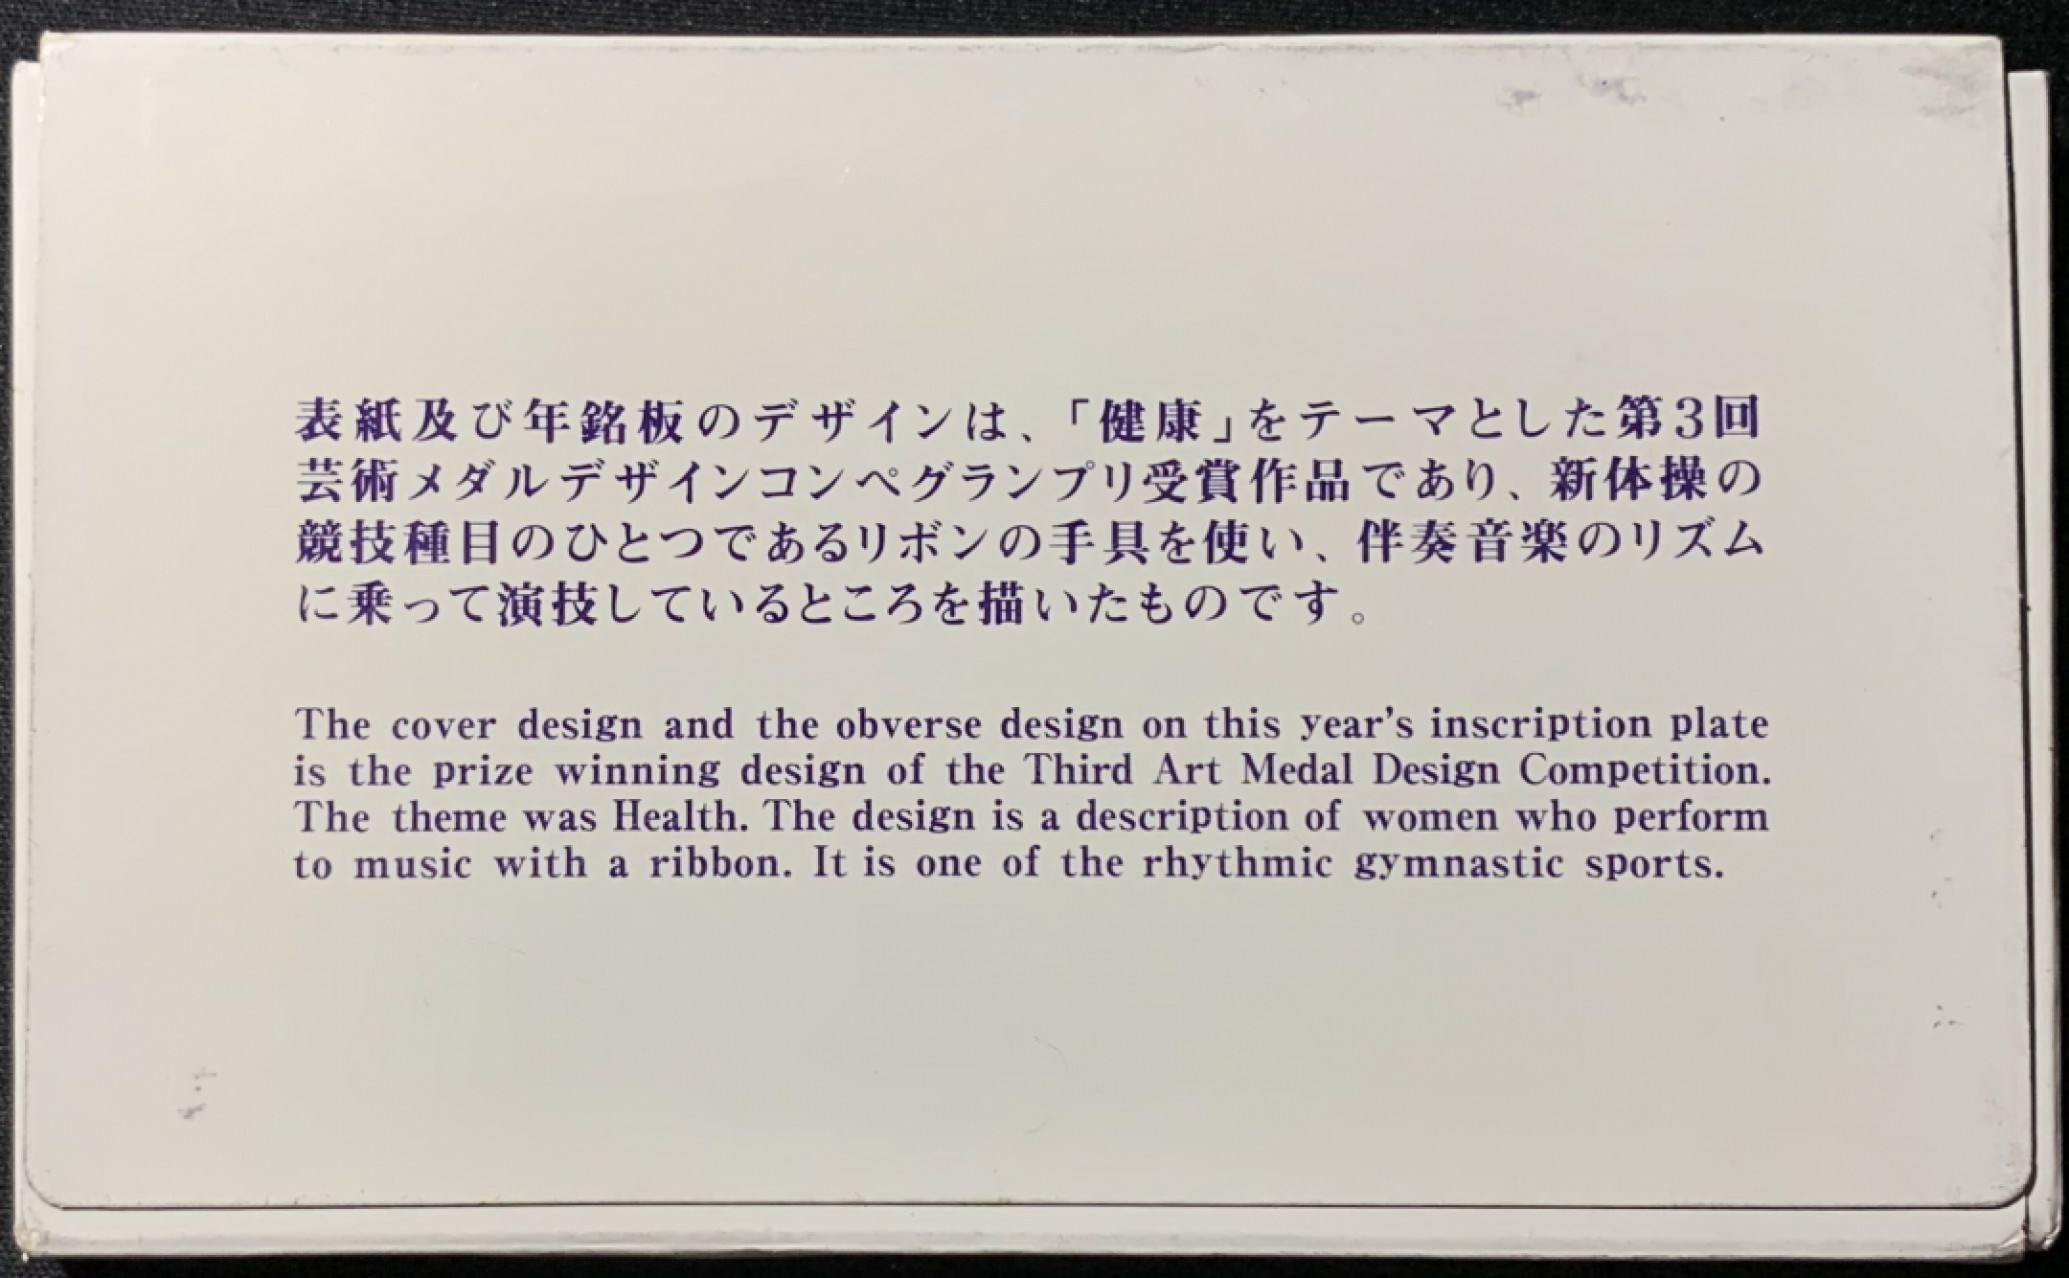 表紙及び年銘板のデザインは、「健康」をテーマとした第3回
芸術メダルデザインコンペグランプリ受賞作品であり、新体操の
競技種目のひとつであるリボンの手具を使い、伴奏音楽のリズム
に乗って演技しているところを描いたものです。
The cover design and the obverse design on this year's inscription plate
is the prize winning design of the Third Art Medal Design Competition.
The theme was Health. The design is a description of women who perform
to music with a ribbon. It is one of the rhythmic gymnastic sports.